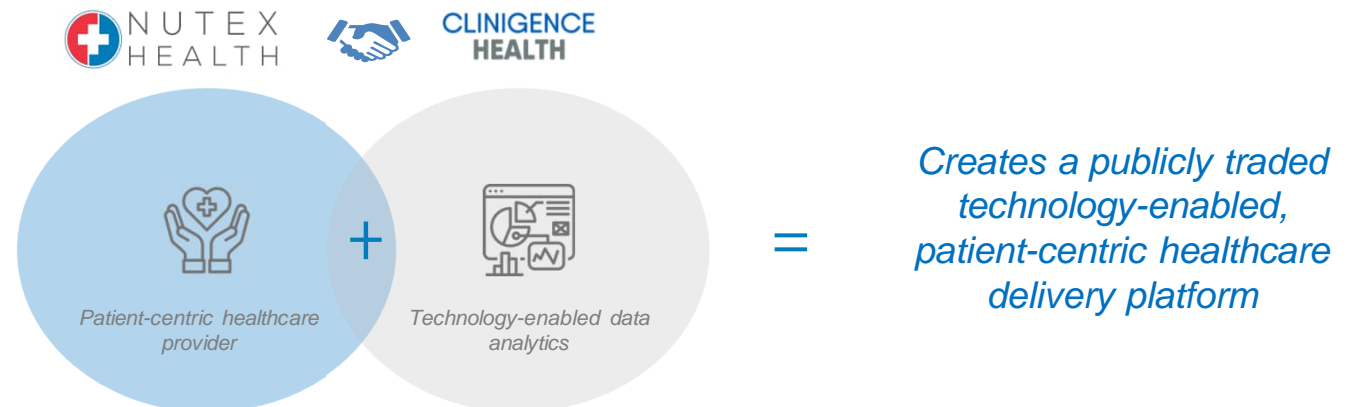 NUTEX
HEALTH
CLINIGENCE
HEALTH
Patient-centric healthcare
provider
+
Technology-enabled data
analytics
=
Creates a publicly traded
technology-enabled,
patient-centric healthcare
delivery platform